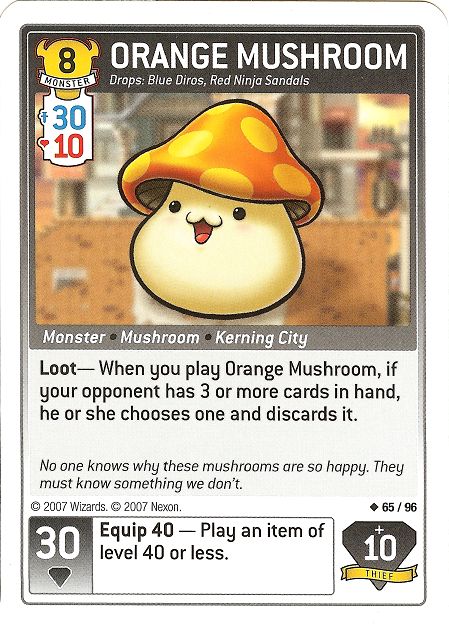 8
MONSTER
ORANGE MUSHROOM
Drops: Blue Diros, Red Ninja Sandals
30
10
Monster • Mushroom • Kerning City
Loot— When you play Orange Mushroom, if
your opponent has 3 or more cards in hand,
he or she chooses one and discards it.
No one knows why these mushrooms are so happy. They
must know something we don't.
© 2007 Wizards. © 2007 Nexon.
◆ 65 / 96
30
Equip 40 — Play an item of
level 40 or less.
+
10
THIEF